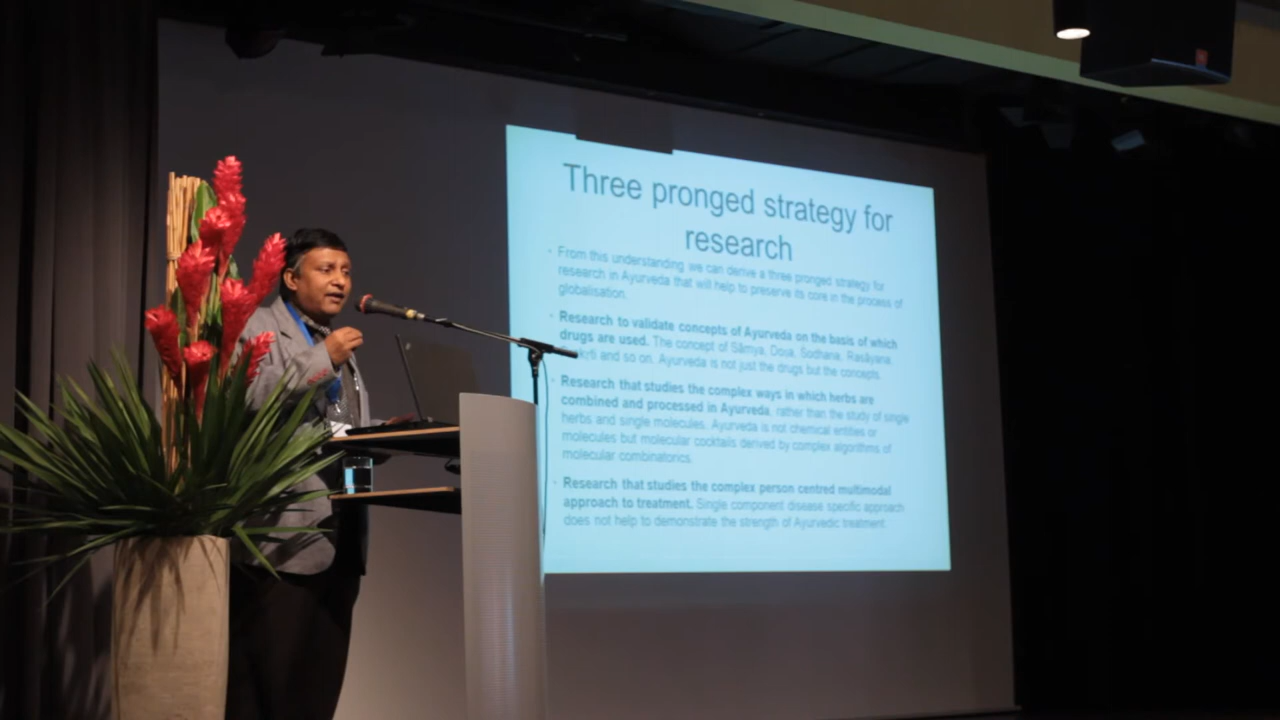 Three pronged strategy for
research
• From this understanding we can derive a three pronged strategy for
research in Ayurveda that will help to preserve its core in the process of
globalisation.
• Research to validate concepts of Ayurveda on the basis of which
drugs are used. The concept of Sāmya, Dosa, Sodhana, Rasāyana,
and so on. Ayurveda is not just the drugs but the concepts.
• Research that studies the complex ways in which herbs are
combined and processed in Ayurveda, rather than the study of single
herbs and single molecules. Ayurveda is not chemical entities or
molecules but molecular cocktails derived by complex algorithms of
molecular combinatorics.
• Research that studies the complex person centred multimodal
approach to treatment. Single component disease specific approach
does not help to demonstrate the strength of Ayurvedic treatment.